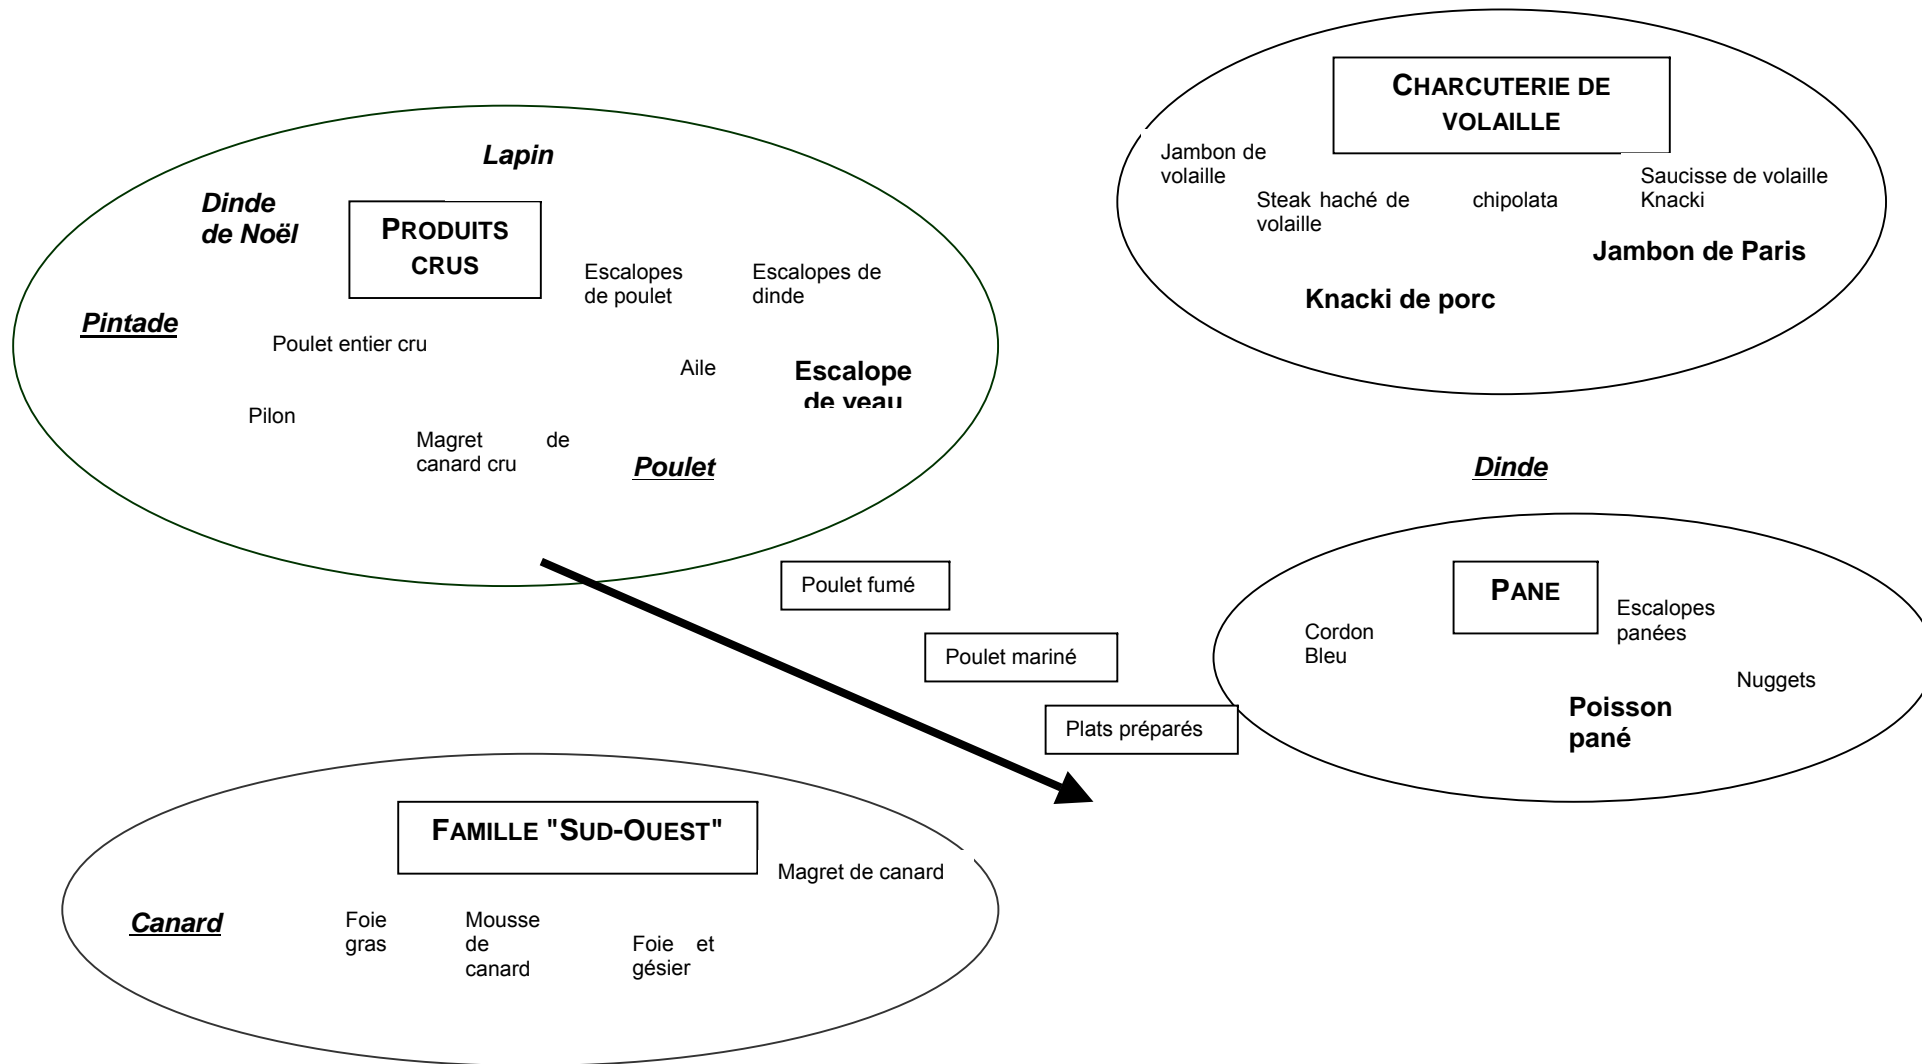 CHARCUTERIE DE
VOLAILLE
Jambon de
volaille
Saucisse de volaille
Knacki
Steak haché de
volaille
chipolata
Jambon de Paris
Knacki de porc
Lapin
Dinde
de Noël
PRODUITS
CRUS
Escalopes
de poulet
Escalopes de
dinde
Pintade
Poulet entier cru
Aile
Escalope
de veau
Pilon
Magret de
canard cru
Poulet
Dinde
Poulet fumé
Poulet mariné
Plats préparés
PANE
Escalopes
panées
Cordon
Bleu
Nuggets
Poisson
pané
FAMILLE "SUD-OUEST"
Magret de canard
Canard
Foie
gras
Mousse
de
canard
Foie et
gésier